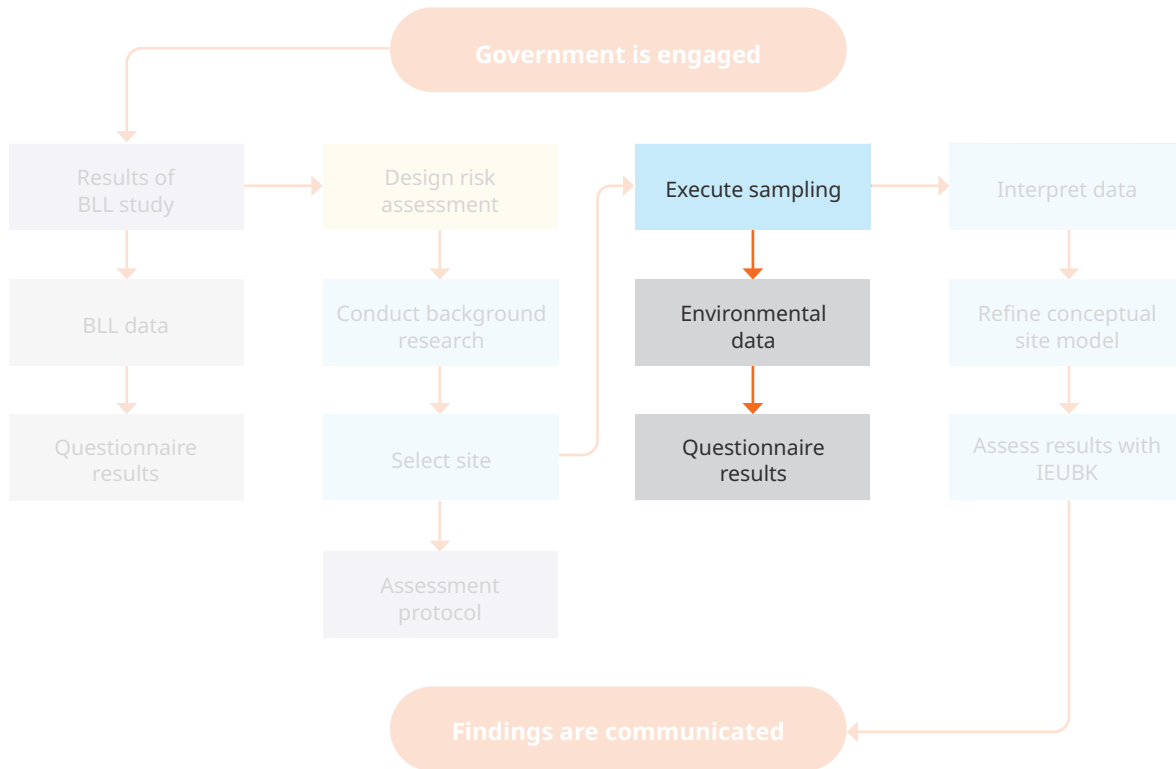 Government is engaged
Results of
BLL study
Design risk
assessment
Execute sampling
Interpret data
BLL data
Conduct background
research
Environmental
data
Refine conceptual
site model
Questionnaire
results
Select site
Questionnaire
results
Assess results with
IEUBK
Assessment
protocol
Findings are communicated